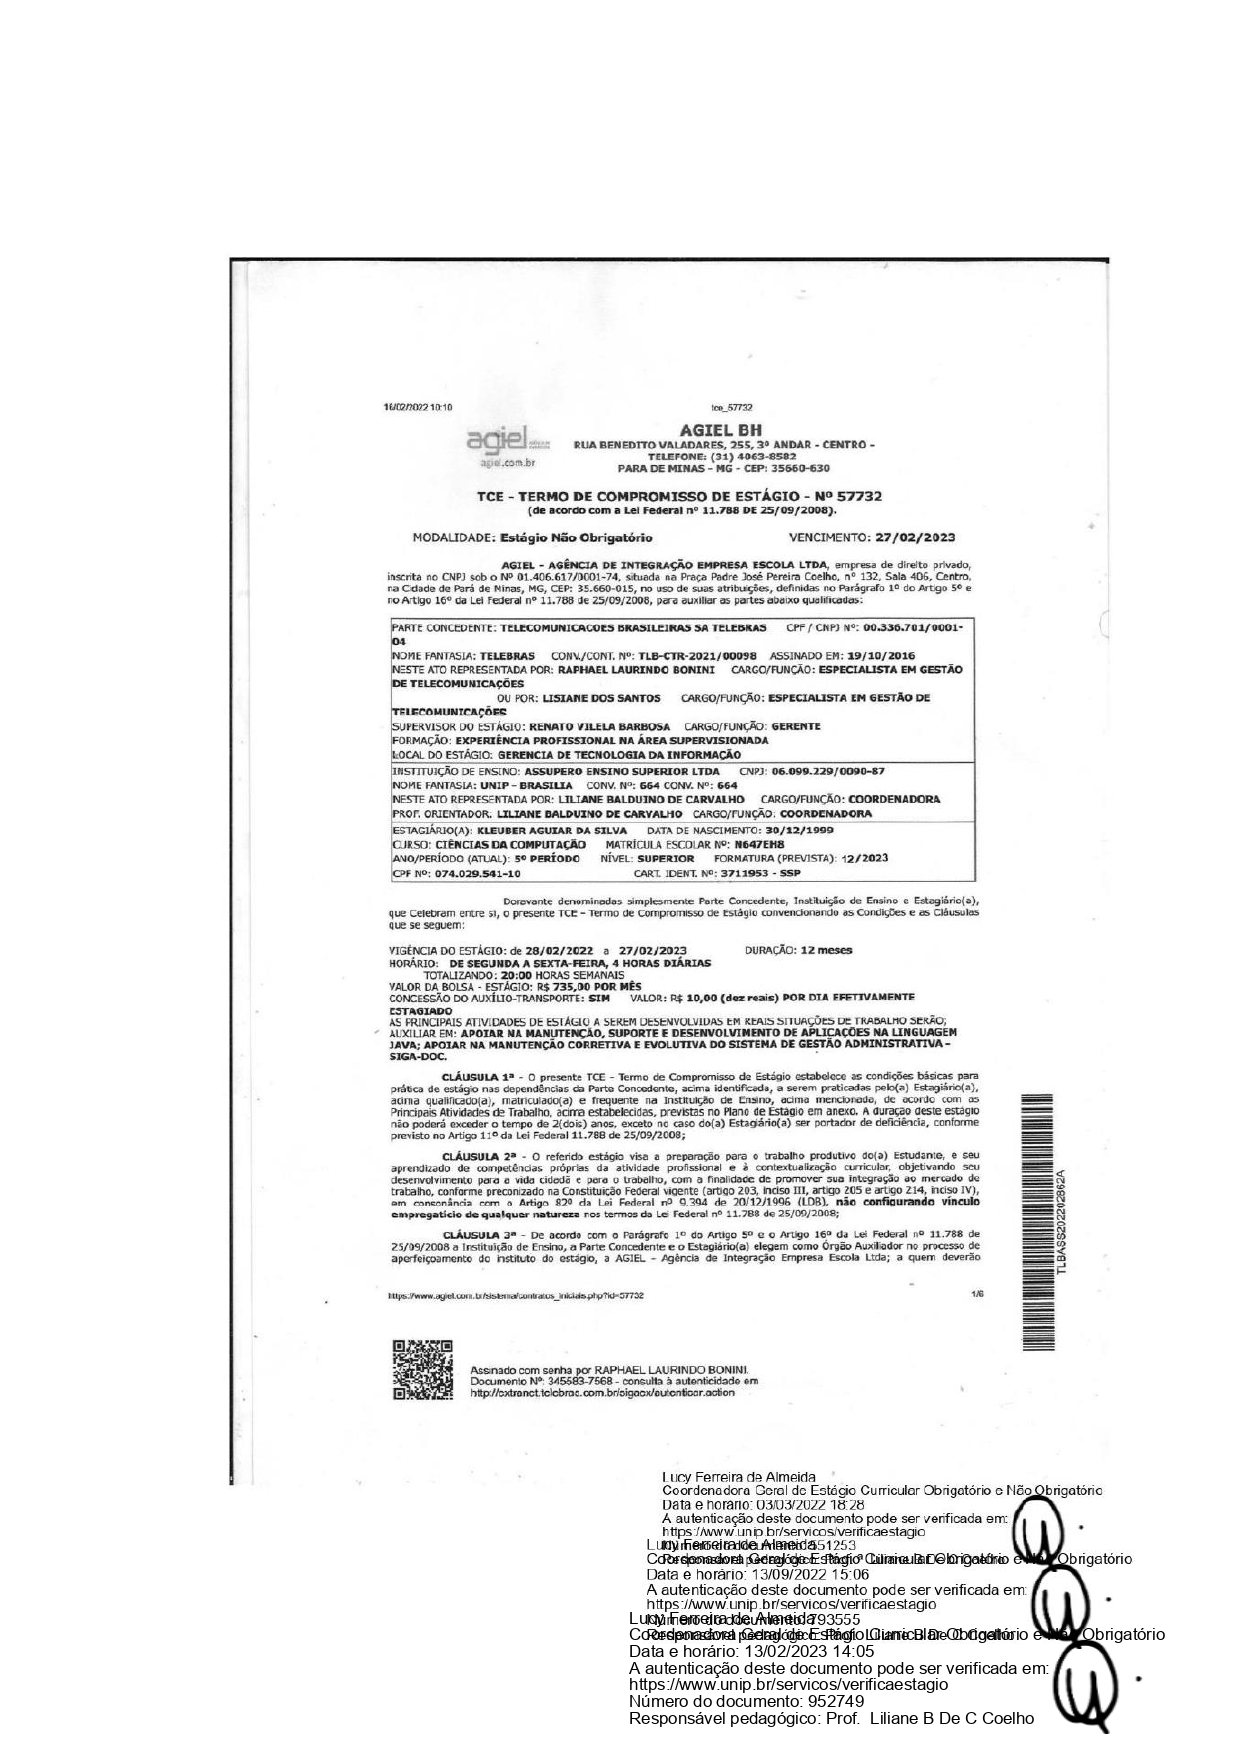 16/02/2022 10:10 tce_57732
agiel
agiel.com.br
AGIEL BH
RUA BENEDITO VALADARES, 255, 3º ANDAR - CENTRO -
TELEFONE: (31) 4063-8582
PARA DE MINAS - MG - CEP: 35660-630
TCE - TERMO DE COMPROMISSO DE ESTÁGIO - Nº 57732
(de acordo com a Lei Federal nº 11.788 DE 25/09/2008).
MODALIDADE: Estágio Não Obrigatório VENCIMENTO: 27/02/2023
AGIEL - AGÊNCIA DE INTEGRAÇÃO EMPRESA ESCOLA LTDA, empresa de direito privado,
inscrita no CNPJ sob o Nº 01.406.617/0001-74, situada na Praça Padre José Pereira Coelho, nº 132, Sala 406, Centro,
na Cidade de Pará de Minas, MG, CEP: 35.660-015, no uso de suas atribuições, definidas no Parágrafo 1º do Artigo 5º e
no Artigo 16º da Lei Federal nº 11.788 de 25/09/2008, para auxiliar as partes abaixo qualificadas:
PARTE CONCEDENTE: TELECOMUNICACOES BRASILEIRAS SA TELEBRAS CPF / CNPJ Nº: 00.336.701/0001-
04
NOME FANTASIA: TELEBRAS CONV./CONT. Nº: TLB-CTR-2021/00098 ASSINADO EM: 19/10/2016
NESTE ATO REPRESENTADA POR: RAPHAEL LAURINDO BONINI CARGO/FUNÇÃO: ESPECIALISTA EM GESTÃO
DE TELECOMUNICAÇÕES
OU POR: LISIANE DOS SANTOS CARGO/FUNÇÃO: ESPECIALISTA EM GESTÃO DE
TELECOMUNICAÇÕES
SUPERVISOR DO ESTÁGIO: RENATO VILELA BARBOSA CARGO/FUNÇÃO: GERENTE
FORMAÇÃO: EXPERIÊNCIA PROFISSIONAL NA ÁREA SUPERVISIONADA
LOCAL DO ESTÁGIO: GERENCIA DE TECNOLOGIA DA INFORMAÇÃO
INSTITUIÇÃO DE ENSINO: ASSUPERO ENSINO SUPERIOR LTDA CNPJ: 06.099.229/0090-87
NOME FANTASIA: UNIP - BRASILIA CONV. Nº: 664 CONV. Nº: 664
NESTE ATO REPRESENTADA POR: LILIANE BALDUINO DE CARVALHO CARGO/FUNÇÃO: COORDENADORA
PROF. ORIENTADOR: LILIANE BALDUINO DE CARVALHO CARGO/FUNÇÃO: COORDENADORA
ESTAGIÁRIO(A): KLEUBER AGUIAR DA SILVA DATA DE NASCIMENTO: 30/12/1999
CURSO: CIÊNCIAS DA COMPUTAÇÃO MATRÍCULA ESCOLAR Nº: N647EH8
ANO/PERÍODO (ATUAL): 5º PERÍODO NÍVEL: SUPERIOR FORMATURA (PREVISTA): 12/2023
CPF Nº: 074.029.541-10 CART. IDENT. Nº: 3711953 - SSP
Doravante denominadas simplesmente Parte Concedente, Instituição de Ensino e Estagiário(a),
que Celebram entre si, o presente TCE - Termo de Compromisso de Estágio convencionando as Condições e as Cláusulas
que se seguem:
VIGÊNCIA DO ESTÁGIO: de 28/02/2022 a 27/02/2023 DURAÇÃO: 12 meses
HORÁRIO: DE SEGUNDA A SEXTA-FEIRA, 4 HORAS DIÁRIAS
TOTALIZANDO: 20:00 HORAS SEMANAIS
VALOR DA BOLSA - ESTÁGIO: R$ 735,00 POR MÊS
CONCESSÃO DO AUXÍLIO-TRANSPORTE: SIM VALOR: R$ 10,00 (dez reais) POR DIA EFETIVAMENTE
ESTAGIADO
AS PRINCIPAIS ATIVIDADES DE ESTÁGIO A SEREM DESENVOLVIDAS EM REAIS SITUAÇÕES DE TRABALHO SERÃO;
AUXILIAR EM: APOIAR NA MANUTENÇÃO, SUPORTE E DESENVOLVIMENTO DE APLICAÇÕES NA LINGUAGEM
JAVA; APOIAR NA MANUTENÇÃO CORRETIVA E EVOLUTIVA DO SISTEMA DE GESTÃO ADMINISTRATIVA -
SIGA-DOC.
CLÁUSULA 1ª - O presente TCE - Termo de Compromisso de Estágio estabelece as condições básicas para
prática de estágio nas dependências da Parte Concedente, acima identificada, a serem praticadas pelo(a) Estagiário(a),
acima qualificado(a), matriculado(a) e frequente na Instituição de Ensino, acima mencionada, de acordo com as
Principais Atividades de Trabalho, acima estabelecidas, previstas no Plano de Estágio em anexo. A duração deste estágio
não poderá exceder o tempo de 2(dois) anos, exceto no caso do(a) Estagiário(a) ser portador de deficiência, conforme
previsto no Artigo 11º da Lei Federal 11.788 de 25/09/2008;
CLÁUSULA 2ª - O referido estágio visa a preparação para o trabalho produtivo do(a) Estudante, e seu
aprendizado de competências próprias da atividade profissional e à contextualização curricular, objetivando seu
desenvolvimento para a vida cidadã e para o trabalho, com a finalidade de promover sua integração ao mercado de
trabalho, conforme preconizado na Constituição Federal vigente (artigo 203, inciso III, artigo 205 e artigo 214, inciso IV),
em consonância com o Artigo 82º da Lei Federal nº 9.394 de 20/12/1996 (LDB), não configurando vínculo
empregatício de qualquer natureza nos termos da Lei Federal nº 11.788 de 25/09/2008;
CLÁUSULA 3ª - De acordo com o Parágrafo 1º do Artigo 5º e o Artigo 16º da Lei Federal nº 11.788 de
25/09/2008 a Instituição de Ensino, a Parte Concedente e o Estagiário(a) elegem como Órgão Auxiliador no processo de
aperfeiçoamento do instituto do estágio, a AGIEL - Agência de Integração Empresa Escola Ltda; a quem deverão
https://www.agiel.com.br/sistema/contratos_iniciais.php?id=57732 1/6
TLBASS202202862A
Assinado com senha por RAPHAEL LAURINDO BONINI.
Documento Nº: 345583-7568 - consulta à autenticidade em
http://extranet.telebras.com.br/sigaex/autenticar.action
Lucy Ferreira de Almeida
Coordenadora Geral de Estágio Curricular Obrigatório e Não Obrigatório
Data e horário: 03/03/2022 18:28
A autenticação deste documento pode ser verificada em:
https://www.unip.br/servicos/verificaestagio
Número do documento: 551253
Lucy Ferreira de Almeida
Coordenadora Geral de Estágio Curricular Obrigatório e Não Obrigatório
Data e horário: 13/09/2022 15:06
A autenticação deste documento pode ser verificada em:
https://www.unip.br/servicos/verificaestagio
Número do documento: 793555
Lucy Ferreira de Almeida
Coordenadora Geral de Estágio Curricular Obrigatório e Não Obrigatório
Data e horário: 13/02/2023 14:05
A autenticação deste documento pode ser verificada em:
https://www.unip.br/servicos/verificaestagio
Número do documento: 952749
Responsável pedagógico: Prof. Liliane B De C Coelho